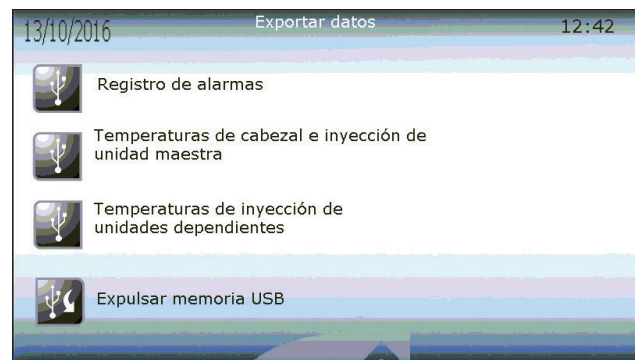 13/10/2016 Exportar datos 12:42
Registro de alarmas
Temperaturas de cabezal e inyección de
unidad maestra
Temperaturas de inyección de
unidades dependientes
Expulsar memoria USB